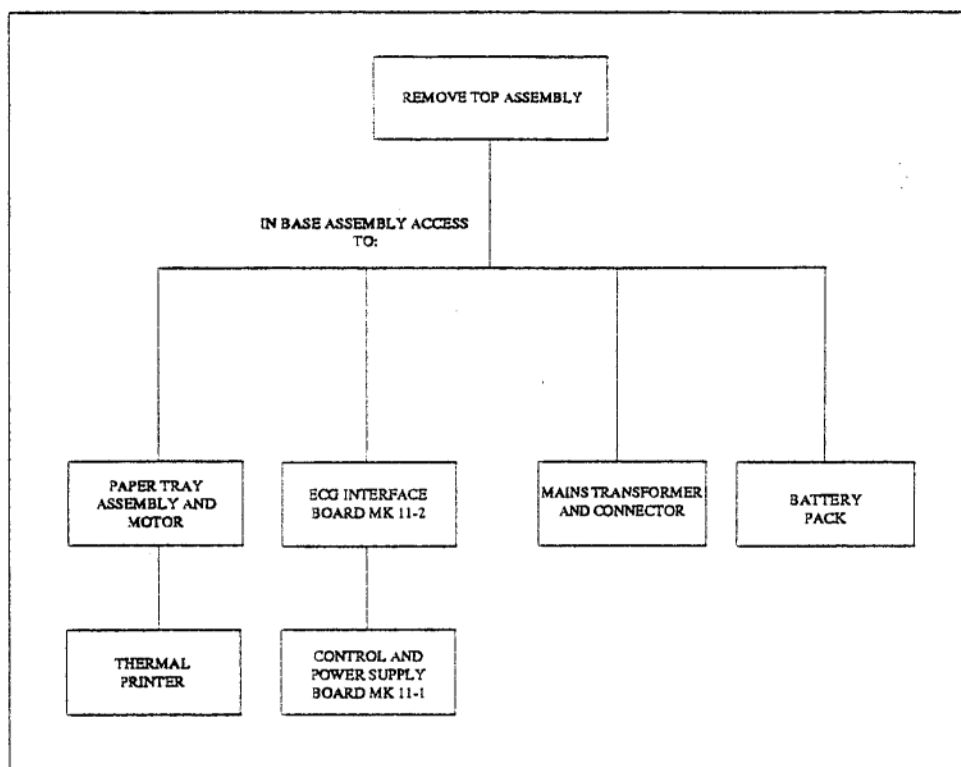 REMOVE TOP ASSEMBLY
IN BASE ASSEMBLY ACCESS
TO:
PAPER TRAY
ASSEMBLY AND
MOTOR
ECG INTERFACE
BOARD MK 11-2
MAINS TRANSFORMER
AND CONNECTOR
BATTERY
PACK
THERMAL
PRINTER
CONTROL AND
POWER SUPPLY
BOARD MK 11-1